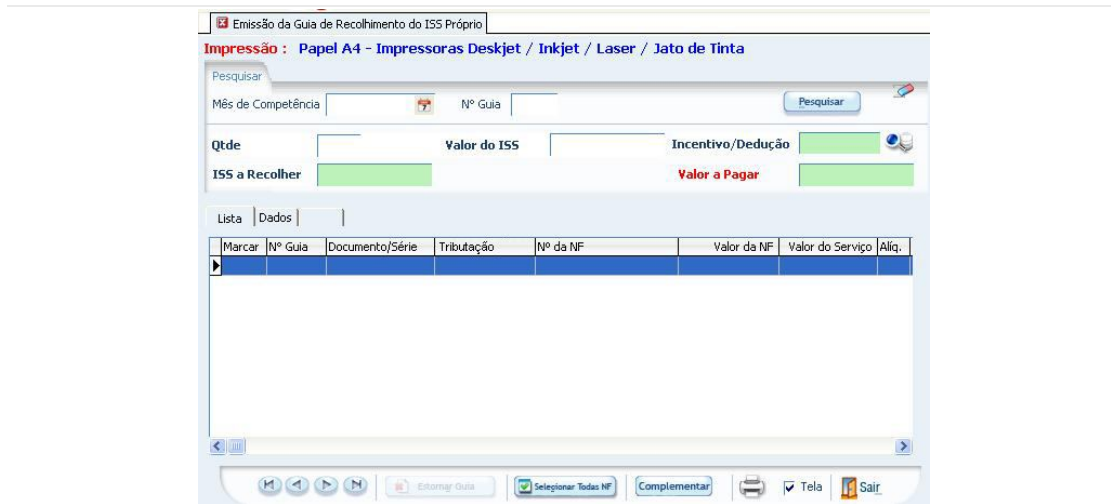 Emissão da Guia de Recolhimento do ISS Próprio
Impressão : Papel A4 - Impressoras Deskjet / Inkjet / Laser / Jato de Tinta
Pesquisar
Mês de Competência Nº Guia Pesquisar
Qtde Valor do ISS Incentivo/Dedução
ISS a Recolher Valor a Pagar
Lista Dados
Marcar Nº Guia Documento/Série Tributação Nº da NF Valor da NF Valor do Serviço Alíq.
Estornar Guia Selecionar Todas NF Complementar Tela Sair